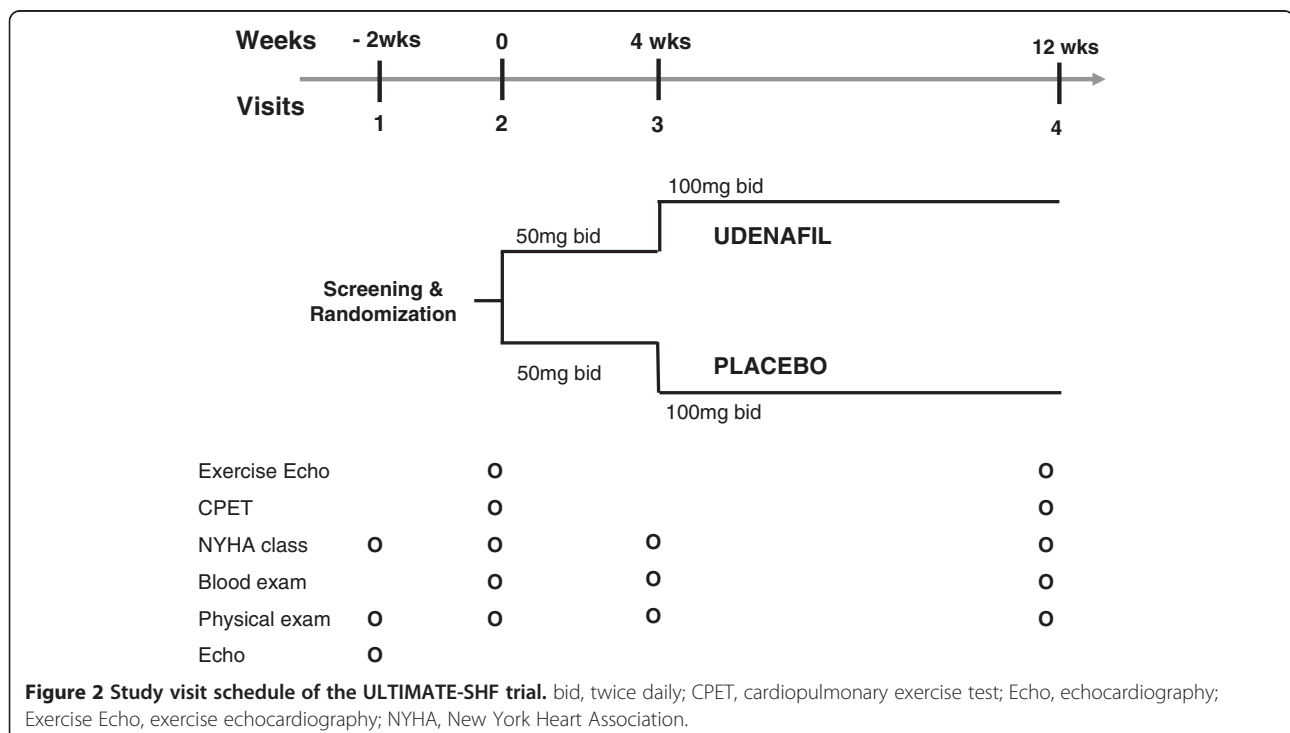 Weeks - 2wks 0 4 wks 12 wks
Visits
1 2 3 4
100mg bid
50mg bid UDENAFIL
Screening &
Randomization
50mg bid PLACEBO
100mg bid
Exercise Echo O O
CPET O O
NYHA class O O O O
Blood exam O O O
Physical exam O O O O
Echo O
Figure 2 Study visit schedule of the ULTIMATE-SHF trial. bid, twice daily; CPET, cardiopulmonary exercise test; Echo, echocardiography;
Exercise Echo, exercise echocardiography; NYHA, New York Heart Association.